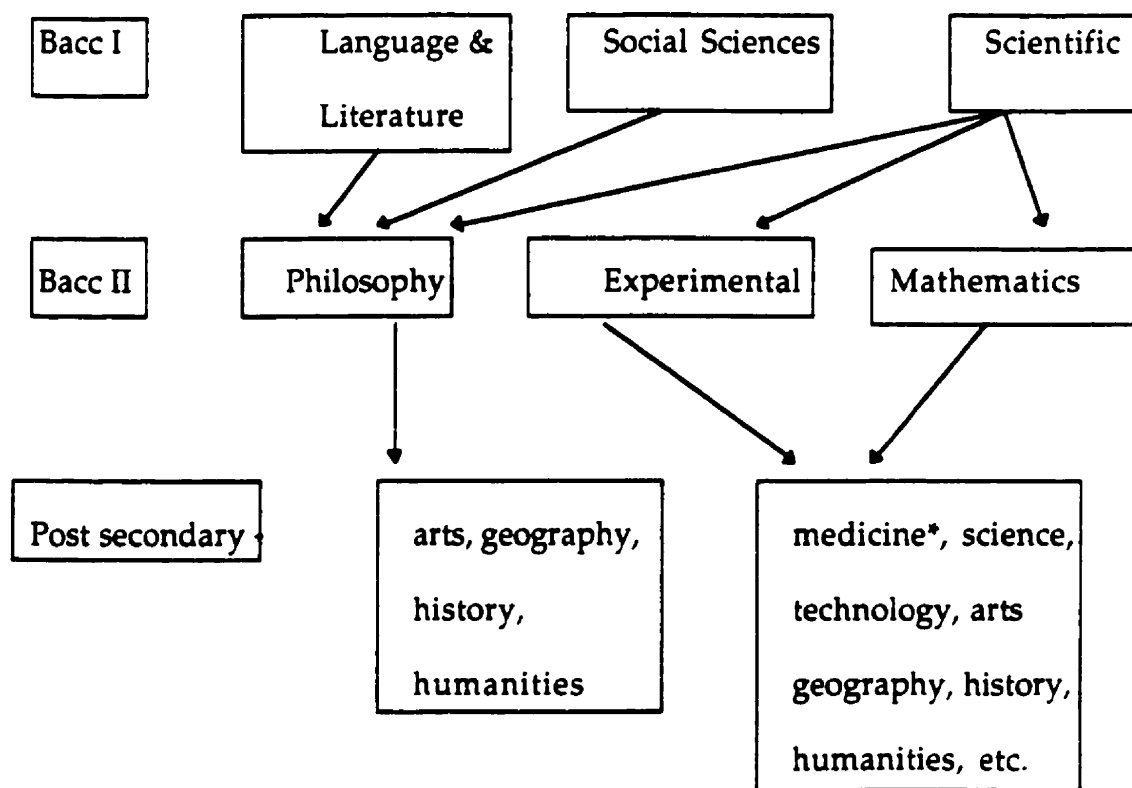 Bacc I
Language &
Literature
Social Sciences
Scientific
Bacc II
Philosophy
Experimental
Mathematics
Post secondary
arts, geography,
history,
humanities
medicine*, science,
technology, arts
geography, history,
humanities, etc.